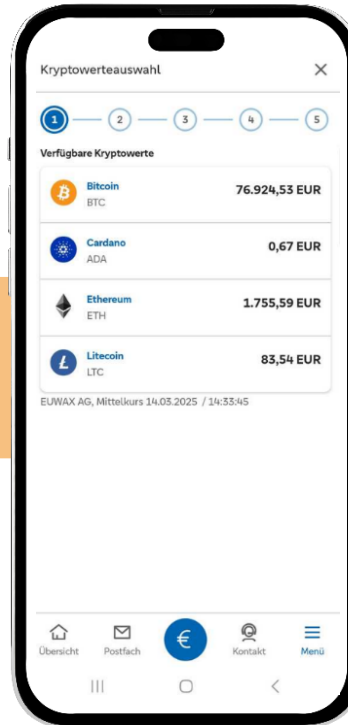 Kryptowerteauswahl
1 2 3 4 5
Verfügbare Kryptowerte
Bitcoin 76.924,53 EUR
BTC
Cardano 0,67 EUR
ADA
Ethereum 1.755,59 EUR
ETH
Litecoin 83,54 EUR
LTC
EUWAX AG, Mittelkurs 14.03.2025 / 14:33:45
€
Übersicht Postfach Kontakt Menü